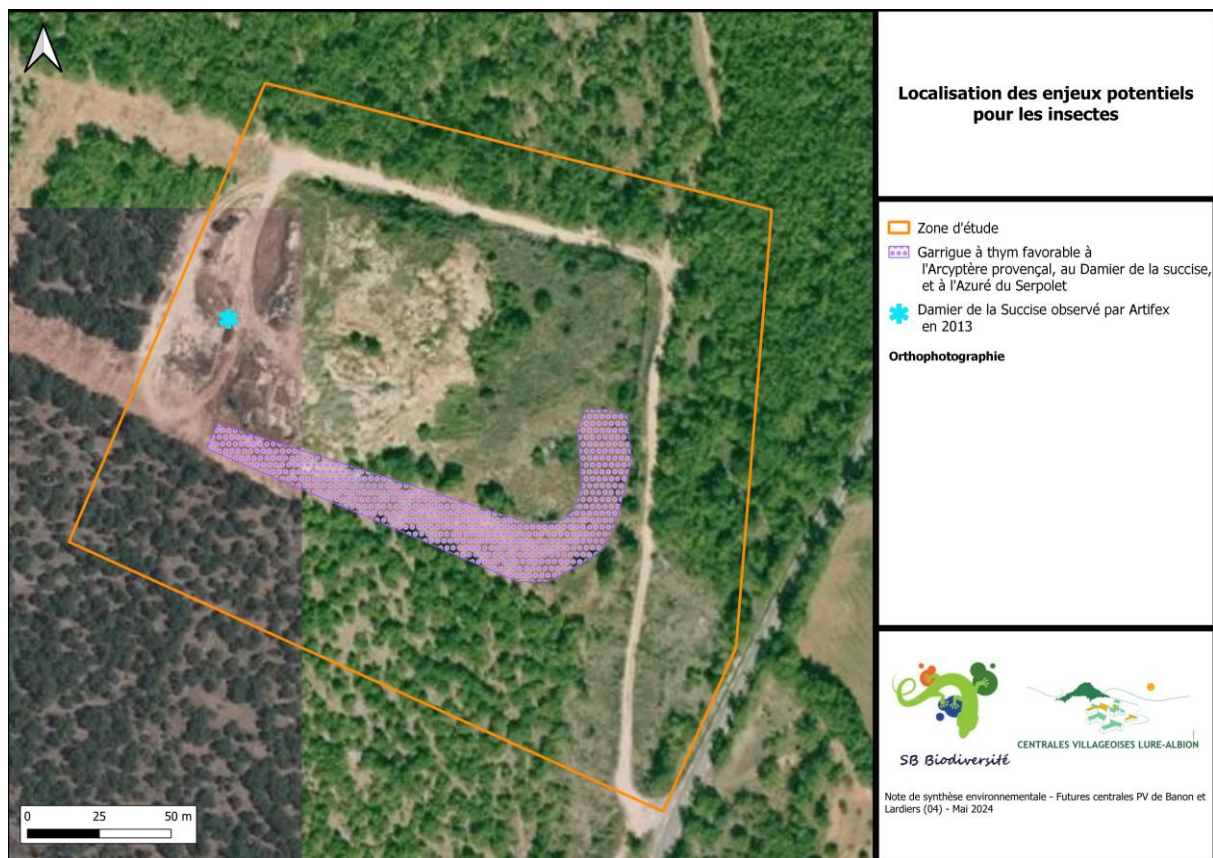 Localisation des enjeux potentiels
pour les insectes
Zone d'étude
Garrigue à thym favorable à
l'Arcyptère provençal, au Damier de la succise,
et à l'Azuré du Serpolet
Damier de la Succise observé par Artifex
en 2013
Orthophotographie
SB Biodiversité
CENTRALES VILLAGEOISES LURE-ALBION
Note de synthèse environnementale - Futures centrales PV de Banon et
Lardiers (04) - Mai 2024
0 25 50 m